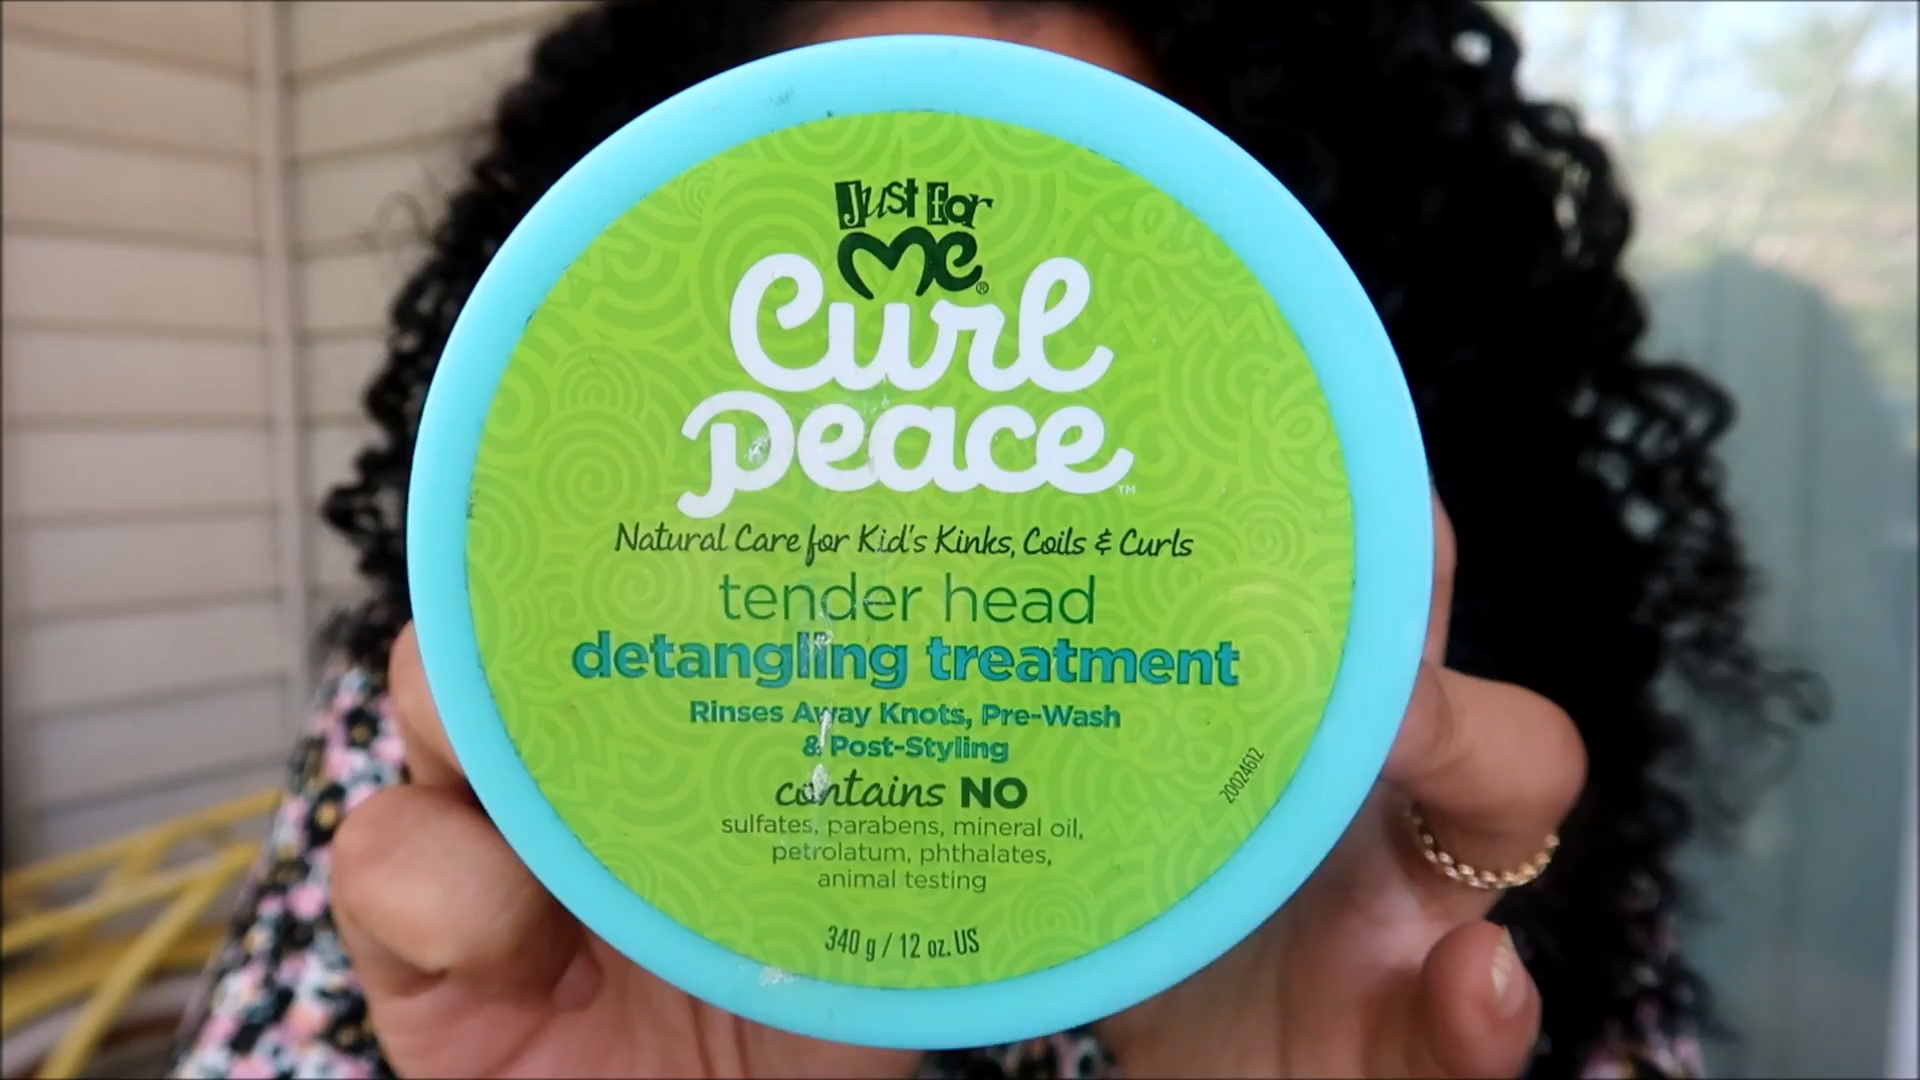 Just For
Me®
Curl
peace™
Natural Care for Kid's Kinks, Coils & Curls
tender head
detangling treatment
Rinses Away Knots, Pre-Wash
& Post-Styling
contains NO
sulfates, parabens, mineral oil,
petrolatum, phthalates,
animal testing
20024612
340 g / 12 oz. US